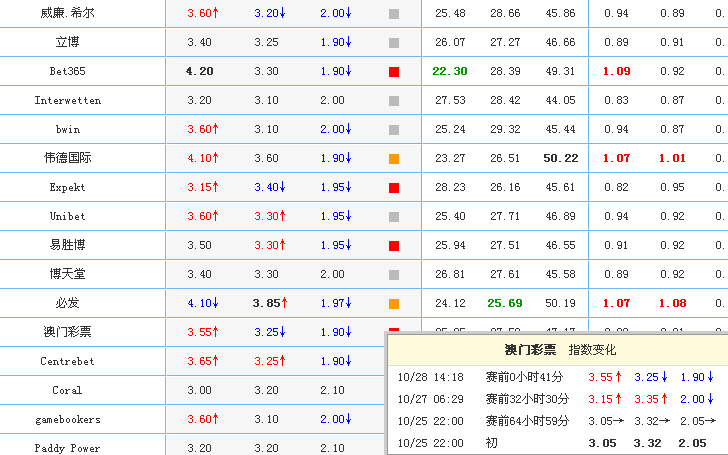 威廉.希尔 3.60↑ 3.20↓ 2.00↓ 25.48 28.66 45.86 0.94 0.89 0.
立博 3.40 3.25 1.90↓ 26.07 27.27 46.66 0.89 0.91 0.
Bet365 4.20 3.30 1.90↓ 22.30 28.39 49.31 1.09 0.92 0.
Interwetten 3.20 3.10 2.00 27.53 28.42 44.05 0.83 0.87 0.
bwin 3.60↑ 3.10 2.00↓ 25.24 29.32 45.44 0.94 0.87 0.
伟德国际 4.10↑ 3.60 1.90↓ 23.27 26.51 50.22 1.07 1.01 0.
Expekt 3.15↑ 3.40↓ 1.95↓ 28.23 26.16 45.61 0.82 0.95 0.
Unibet 3.60↑ 3.30↑ 1.95↓ 25.40 27.71 46.89 0.94 0.92 0.
易胜博 3.50 3.30↑ 1.95↓ 25.94 27.51 46.55 0.91 0.92 0.
博天堂 3.40 3.30 2.00 26.81 27.61 45.58 0.89 0.92 0.
必发 4.10↓ 3.85↑ 1.97↓ 24.12 25.69 50.19 1.07 1.08 0.
澳门彩票 3.55↑ 3.25↓ 1.90↓
Centrebet 3.65↑ 3.25↑ 1.90↓
Coral 3.00 3.20 2.10
gamebookers 3.60↑ 3.10 2.00↓
Paddy Power 3.20 3.20 2.10
澳门彩票 指数变化
10/28 14:18 赛前0小时41分 3.55↑ 3.25↓ 1.90↓
10/27 06:29 赛前32小时30分 3.15↑ 3.35↑ 2.00↓
10/25 22:00 赛前64小时59分 3.05→ 3.32→ 2.05→
10/25 22:00 初 3.05 3.32 2.05